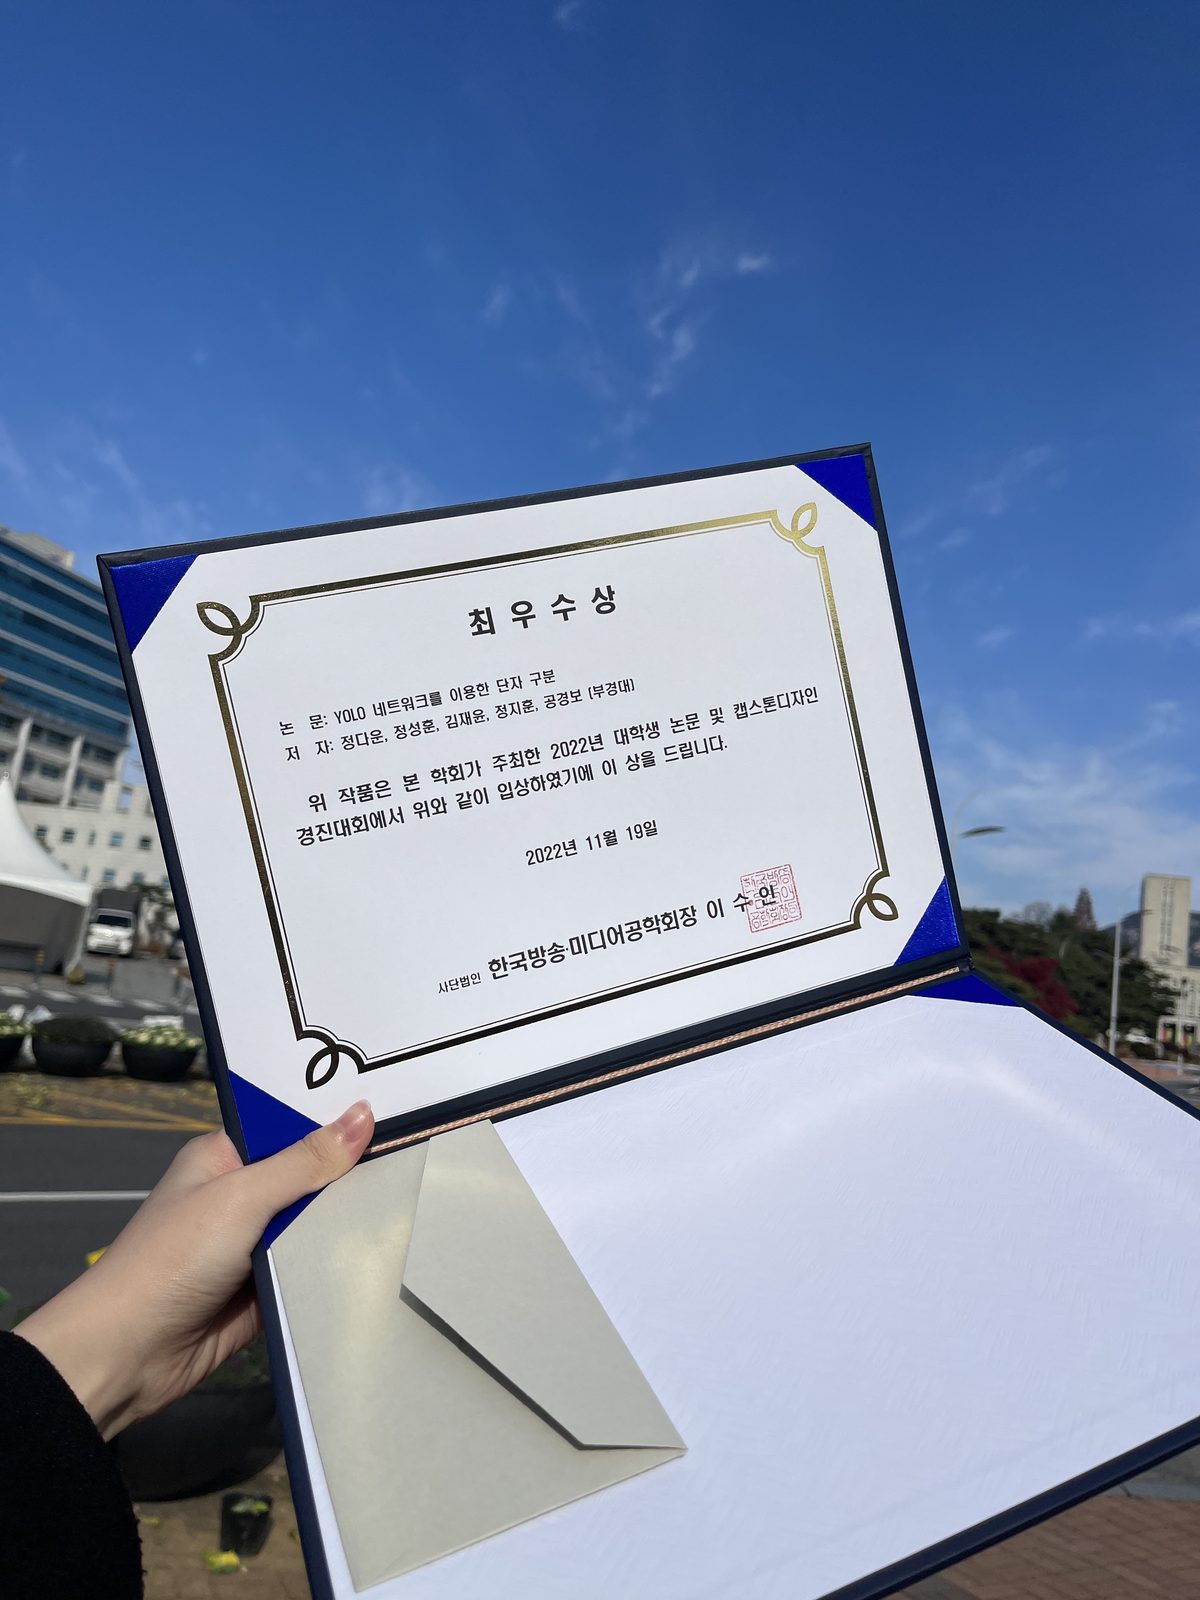 최우수상
논 문: YOLO 네트워크를 이용한 단자 구분
저 자: 정다운, 정성훈, 김재윤, 정지훈, 공경보 (부경대)
위 작품은 본 학회가 주최한 2022년 대학생 논문 및 캡스톤디자인
경진대회에서 위와 같이 입상하였기에 이 상을 드립니다.
2022년 11월 19일
사단법인 한국방송·미디어공학회장 이 수 인